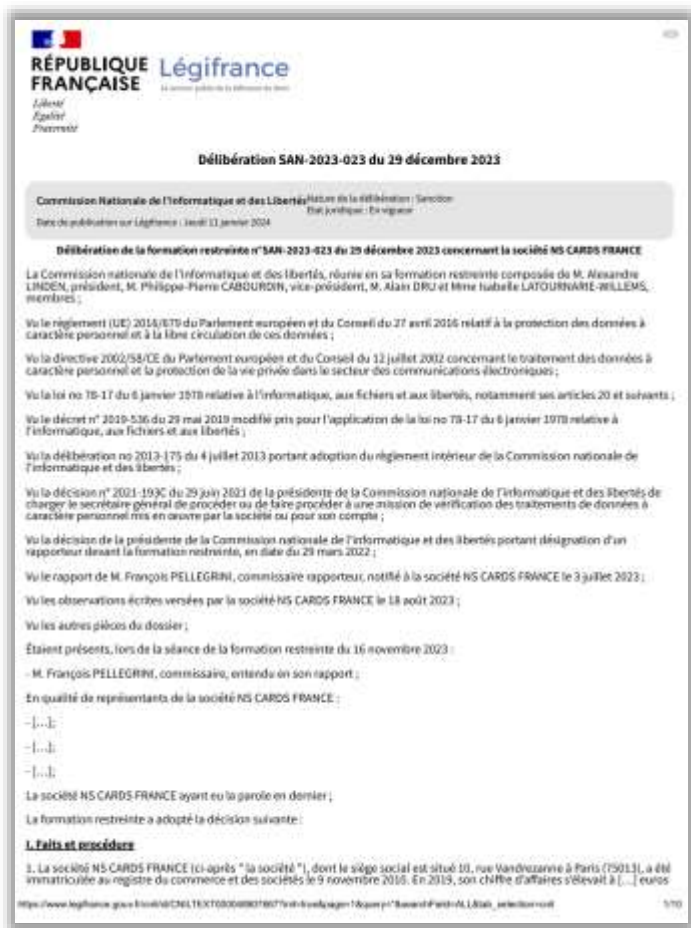 RÉPUBLIQUE
FRANÇAISE
Liberté
Égalité
Fraternité
Légifrance
Le service public de la diffusion du droit
Délibération SAN-2023-023 du 29 décembre 2023
Commission Nationale de l'Informatique et des Libertés Nature de la délibération : Sanction
Etat juridique : En vigueur
Date de publication sur Légifrance : Jeudi 11 janvier 2024
Délibération de la formation restreinte n°SAN-2023-023 du 29 décembre 2023 concernant la société NS CARDS FRANCE
La Commission nationale de l'informatique et des libertés, réunie en sa formation restreinte composée de M. Alexandre
LINDEN, président, M. Philippe-Pierre CABOURDIN, vice-président, M. Alain DRU et Mme Isabelle LATOURNARIE-WILLEMS,
membres ;
Vu le règlement (UE) 2016/679 du Parlement européen et du Conseil du 27 avril 2016 relatif à la protection des données à
caractère personnel et à la libre circulation de ces données ;
Vu la directive 2002/58/CE du Parlement européen et du Conseil du 12 juillet 2002 concernant le traitement des données à
caractère personnel et la protection de la vie privée dans le secteur des communications électroniques ;
Vu la loi no 78-17 du 6 janvier 1978 relative à l'informatique, aux fichiers et aux libertés, notamment ses articles 20 et suivants ;
Vu le décret n° 2019-536 du 29 mai 2019 modifié pris pour l'application de la loi no 78-17 du 6 janvier 1978 relative à
l'informatique, aux fichiers et aux libertés ;
Vu la délibération no 2013-175 du 4 juillet 2013 portant adoption du règlement intérieur de la Commission nationale de
l'informatique et des libertés ;
Vu la décision n° 2021-193C du 29 juin 2021 de la présidente de la Commission nationale de l'informatique et des libertés de
charger le secrétaire général de procéder ou de faire procéder à une mission de vérification des traitements de données à
caractère personnel mis en œuvre par la société ou pour son compte ;
Vu la décision de la présidente de la Commission nationale de l'informatique et des libertés portant désignation d'un
rapporteur devant la formation restreinte, en date du 29 mars 2022 ;
Vu le rapport de M. François PELLEGRINI, commissaire rapporteur, notifié à la société NS CARDS FRANCE le 3 juillet 2023 ;
Vu les observations écrites versées par la société NS CARDS FRANCE le 18 août 2023 ;
Vu les autres pièces du dossier ;
Étaient présents, lors de la séance de la formation restreinte du 16 novembre 2023 :
- M. François PELLEGRINI, commissaire, entendu en son rapport ;
En qualité de représentants de la société NS CARDS FRANCE :
- [...];
- [...];
- [...];
La société NS CARDS FRANCE ayant eu la parole en dernier ;
La formation restreinte a adopté la décision suivante :
I. Faits et procédure
1. La société NS CARDS FRANCE (ci-après " la société "), dont le siège social est situé 10, rue Vandrezanne à Paris (75013), a été
immatriculée au registre du commerce et des sociétés le 9 novembre 2016. En 2019, son chiffre d'affaires s'élevait à [...] euros
1/10